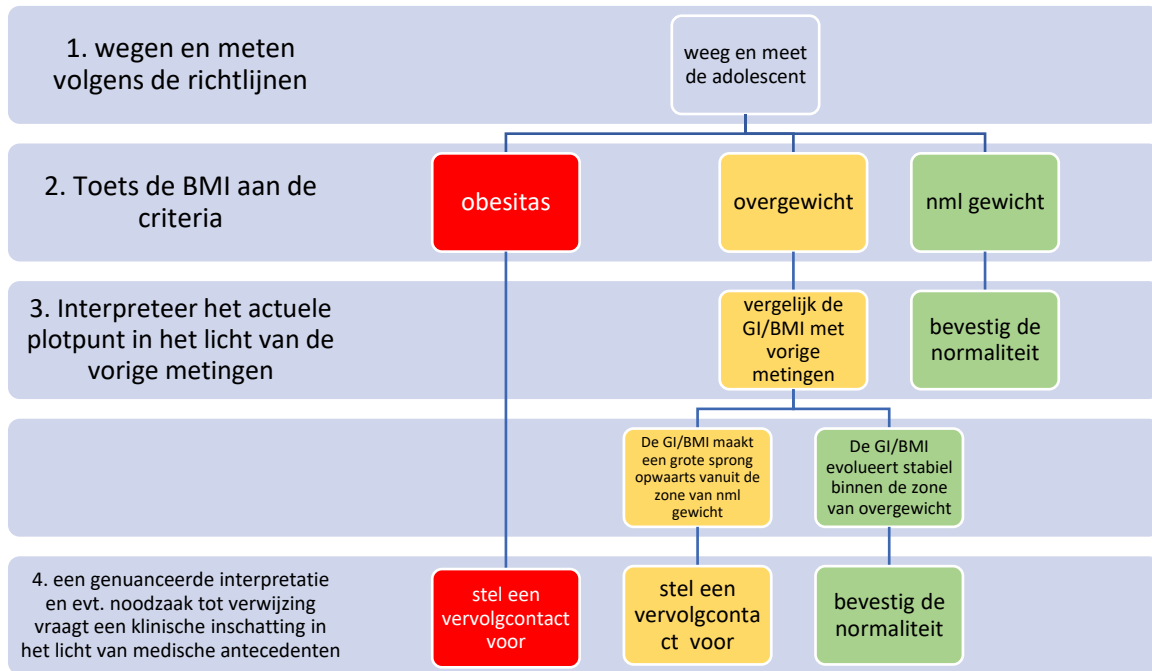 1. wegen en meten
volgens de richtlijnen
weeg en meet
de adolescent
2. Toets de BMI aan de
criteria
obesitas
overgewicht
nml gewicht
3. Interpreteer het actuele
plotpunt in het licht van de
vorige metingen
vergelijk de
GI/BMI met
vorige
metingen
bevestig de
normaliteit
De GI/BMI maakt
een grote sprong
opwaarts vanuit de
zone van nml
gewicht
De GI/BMI
evolueert stabiel
binnen de zone
van overgewicht
4. een genuanceerde interpretatie
en evt. noodzaak tot verwijzing
vraagt een klinische inschatting in
het licht van medische antecedenten
stel een
vervolgcontact
voor
stel een
vervolgconta
ct voor
bevestig de
normaliteit